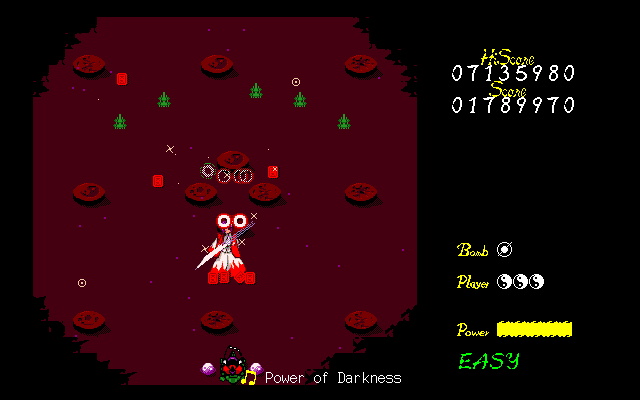 HiScore
07135980
Score
01789970
Bomb
Player
Power
EASY
Power of Darkness